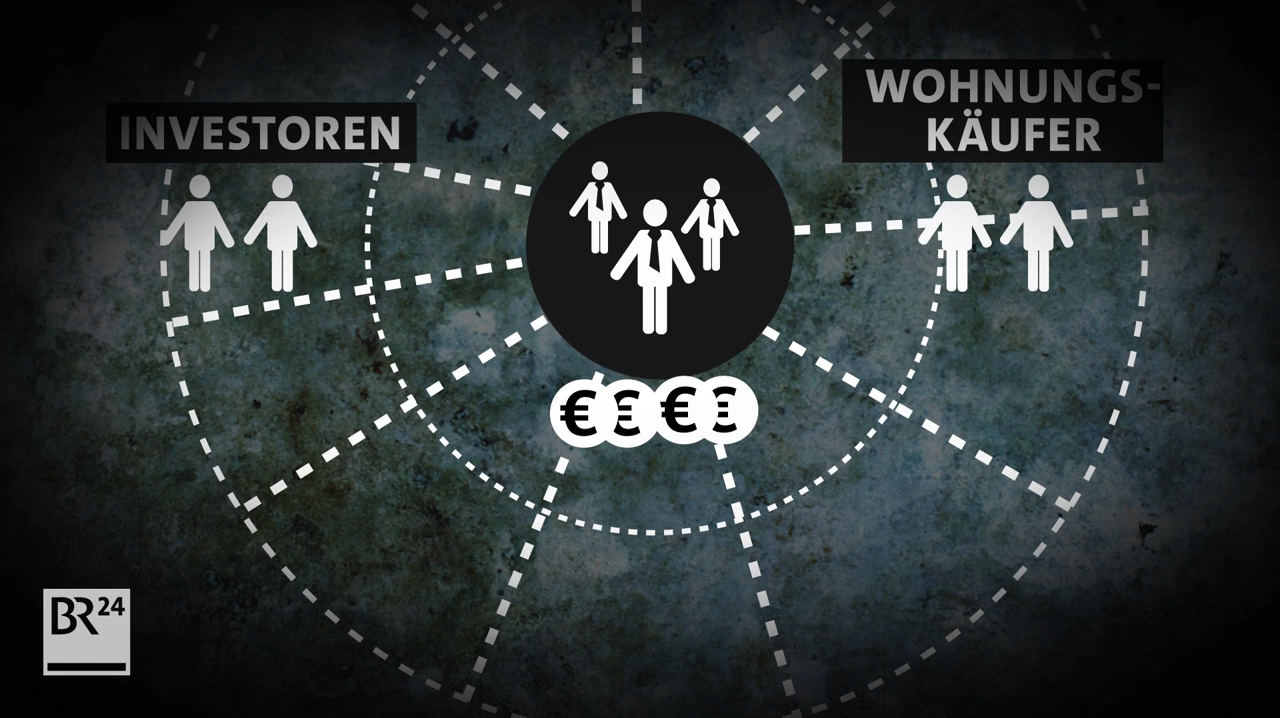 INVESTOREN
WOHNUNGS-
KÄUFER
€ € € €
BR24